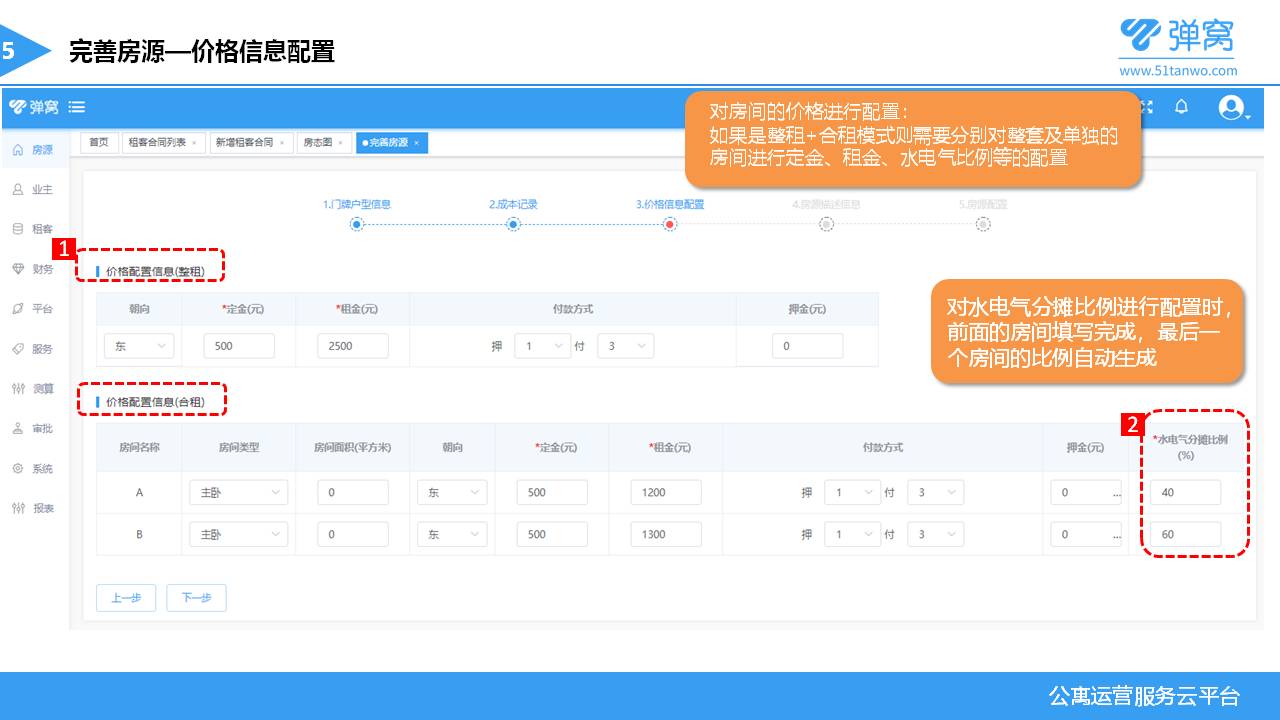 5
完善房源—价格信息配置
弹窝
www.51tanwo.com
弹窝
对房间的价格进行配置：
如果是整租+合租模式则需要分别对整套及单独的
房间进行定金、租金、水电气比例等的配置
首页 租客合同列表 × 新增租客合同 × 房态图 × 完善房源 ×
房源
业主
租客
财务
平台
服务
测算
审批
系统
报表
1.门牌户型信息 2.成本记录 3.价格信息配置 4.房源描述信息 5.房源配置
1
价格配置信息(整租)
朝向 *定金(元) *租金(元) 付款方式 押金(元)
东 500 2500 押 1 付 3 0
对水电气分摊比例进行配置时，
前面的房间填写完成，最后一
个房间的比例自动生成
价格配置信息(合租)
2
房间名称 房间类型 房间面积(平方米) 朝向 *定金(元) *租金(元) 付款方式 押金(元) *水电气分摊比例
(%)
A 主卧 0 东 500 1200 押 1 付 3 0 ... 40
B 主卧 0 东 500 1300 押 1 付 3 0 ... 60
上一步 下一步
公寓运营服务云平台